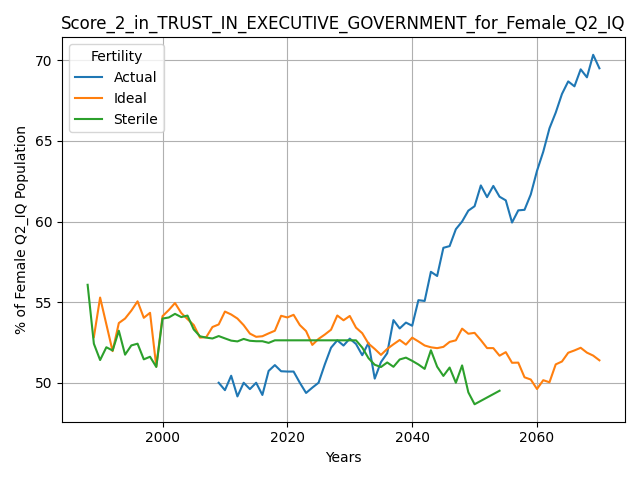 Score_2_in_TRUST_IN_EXECUTIVE_GOVERNMENT_for_Female_Q2_IQ
Fertility
Actual
Ideal
Sterile
% of Female Q2_IQ Population
70
65
60
55
50
2000
2020
2040
2060
Years